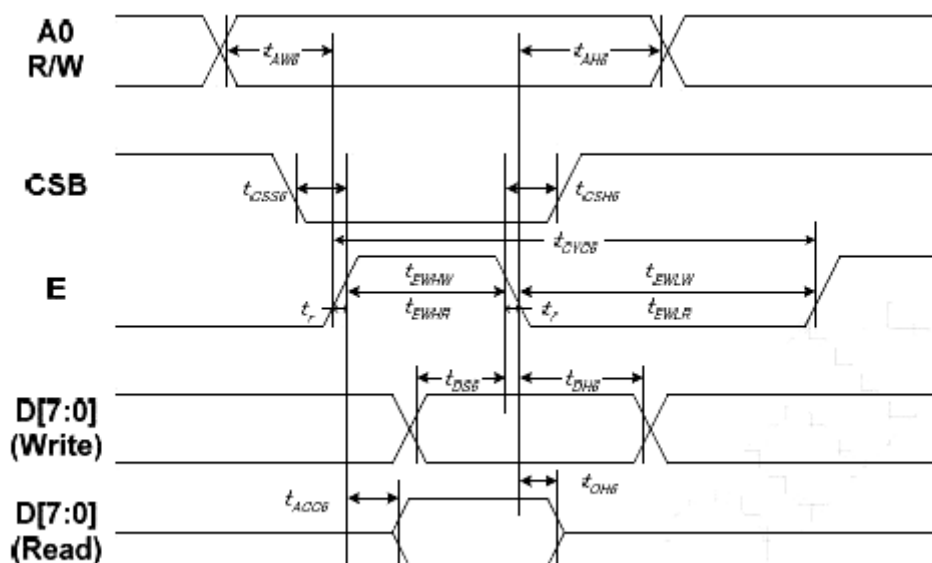 A0
R/W
tAW6
tAH6
CSB
tCSS6
tCSH6
tCYC6
E
tEWHW
tEWLW
tr
tEWHR
tf
tEWLR
tDS6
tDH6
D[7:0]
(Write)
tOH6
tACC6
D[7:0]
(Read)